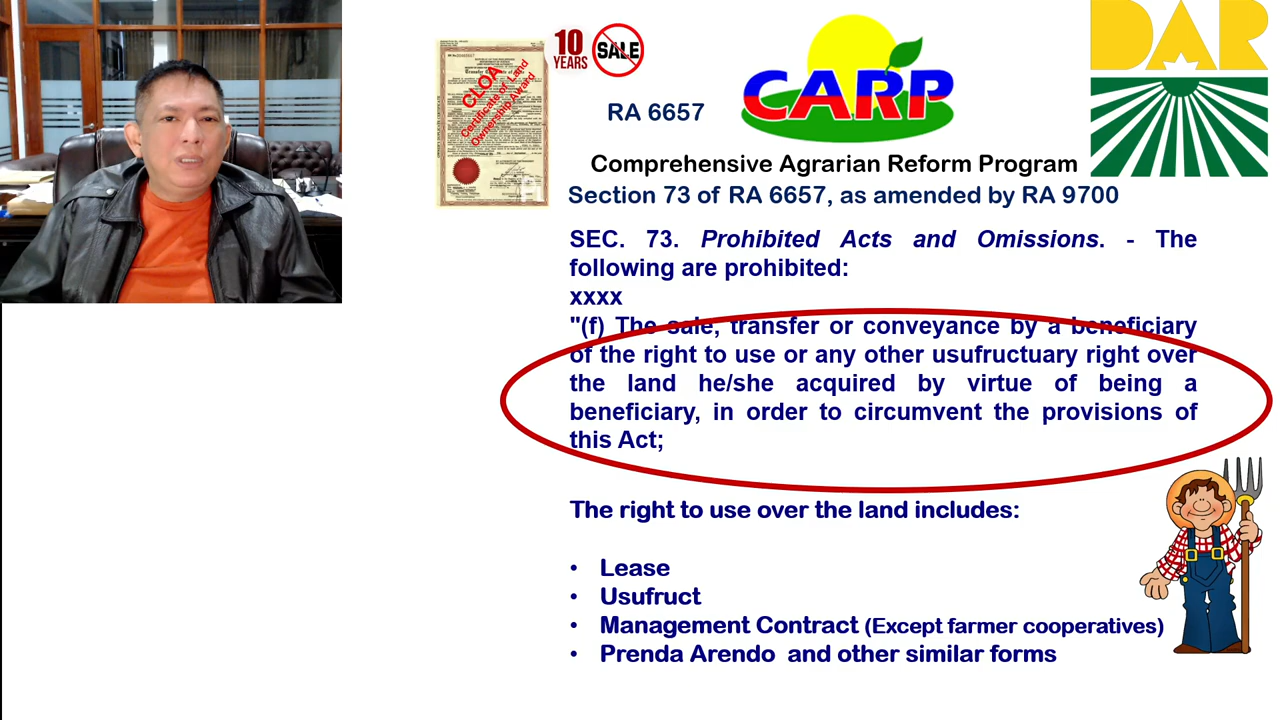 10
YEARS
SALE
CLOA
Certificate of Land
Ownership Award
RA 6657
CARP
DAR
Comprehensive Agrarian Reform Program
Section 73 of RA 6657, as amended by RA 9700
SEC. 73. Prohibited Acts and Omissions. - The
following are prohibited:
xxxx
"(f) The sale, transfer or conveyance by a beneficiary
of the right to use or any other usufructuary right over
the land he/she acquired by virtue of being a
beneficiary, in order to circumvent the provisions of
this Act;
The right to use over the land includes:
• Lease
• Usufruct
• Management Contract (Except farmer cooperatives)
• Prenda Arendo and other similar forms